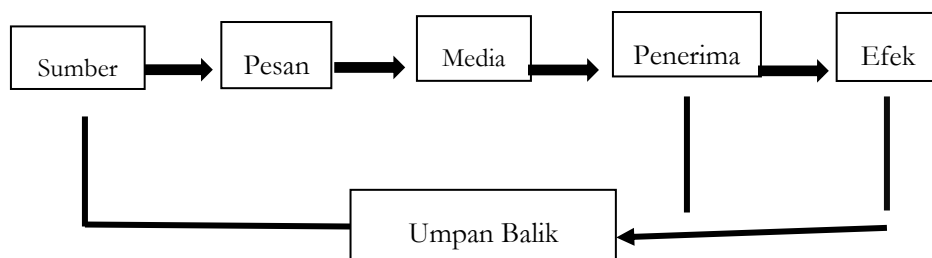 Sumber
Pesan
Media
Penerima
Efek
Umpan Balik